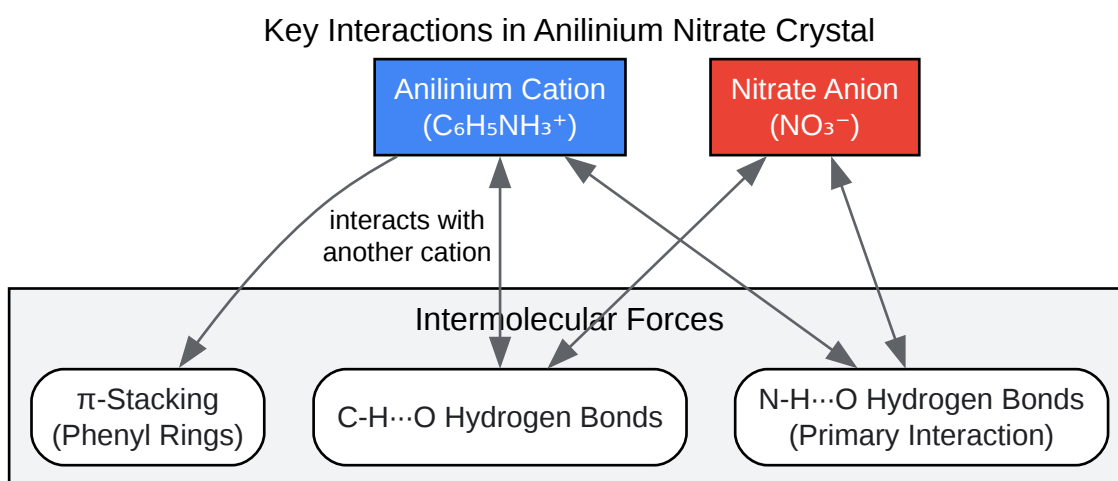 Key Interactions in Anilinium Nitrate Crystal
Anilinium Cation
(C₆H₅NH₃⁺)
Nitrate Anion
(NO₃⁻)
interacts with
another cation
Intermolecular Forces
π-Stacking
(Phenyl Rings)
C-H···O Hydrogen Bonds
N-H···O Hydrogen Bonds
(Primary Interaction)